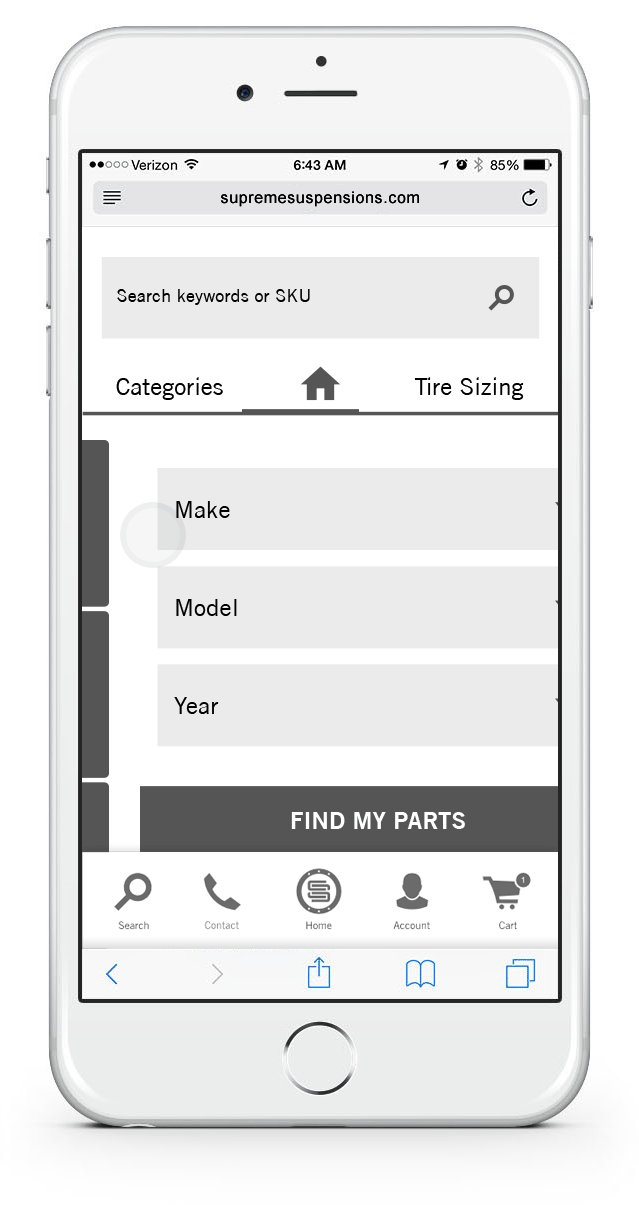 Verizon 6:43 AM 85%
supremesuspensions.com
Search keywords or SKU
Categories Tire Sizing
Make
Model
Year
FIND MY PARTS
1
Search Contact Home Account Cart